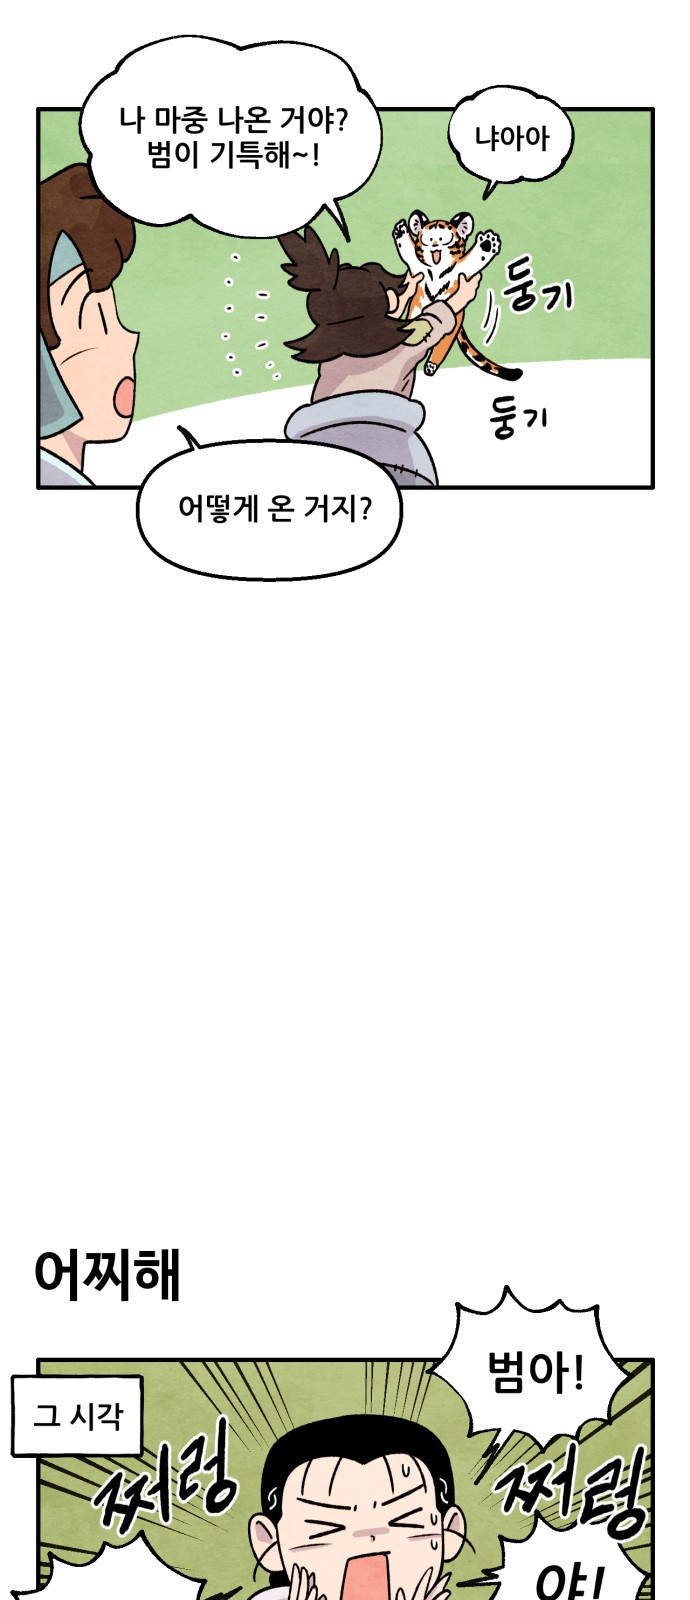 나 마중 나온 거야?
범이 기특해~!
냐아아
둥기
둥기
어떻게 온 거지?
어찌해
그 시각
범아!
쩌렁
쩌렁
야!